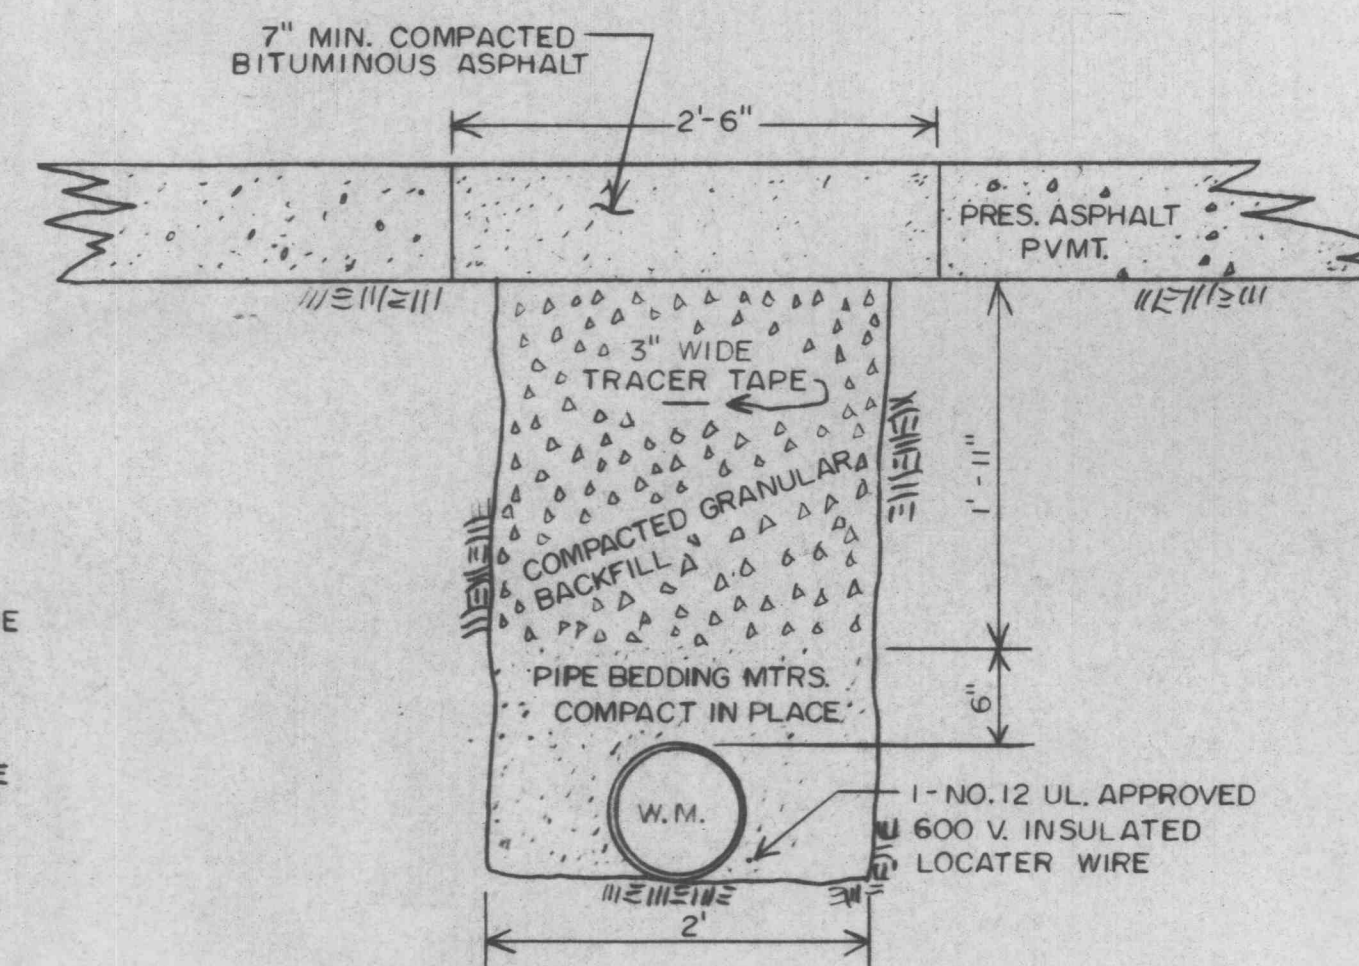 7" MIN. COMPACTED
BITUMINOUS ASPHALT
2'-6"
PRES. ASPHALT
PVMT.
3" WIDE
TRACER TAPE
1'-11"
COMPACTED GRANULAR
BACKFILL
E
PIPE BEDDING MTRS.
COMPACT IN PLACE
6"
E
W.M.
1-NO.12 UL. APPROVED
600 V. INSULATED
LOCATER WIRE
2'